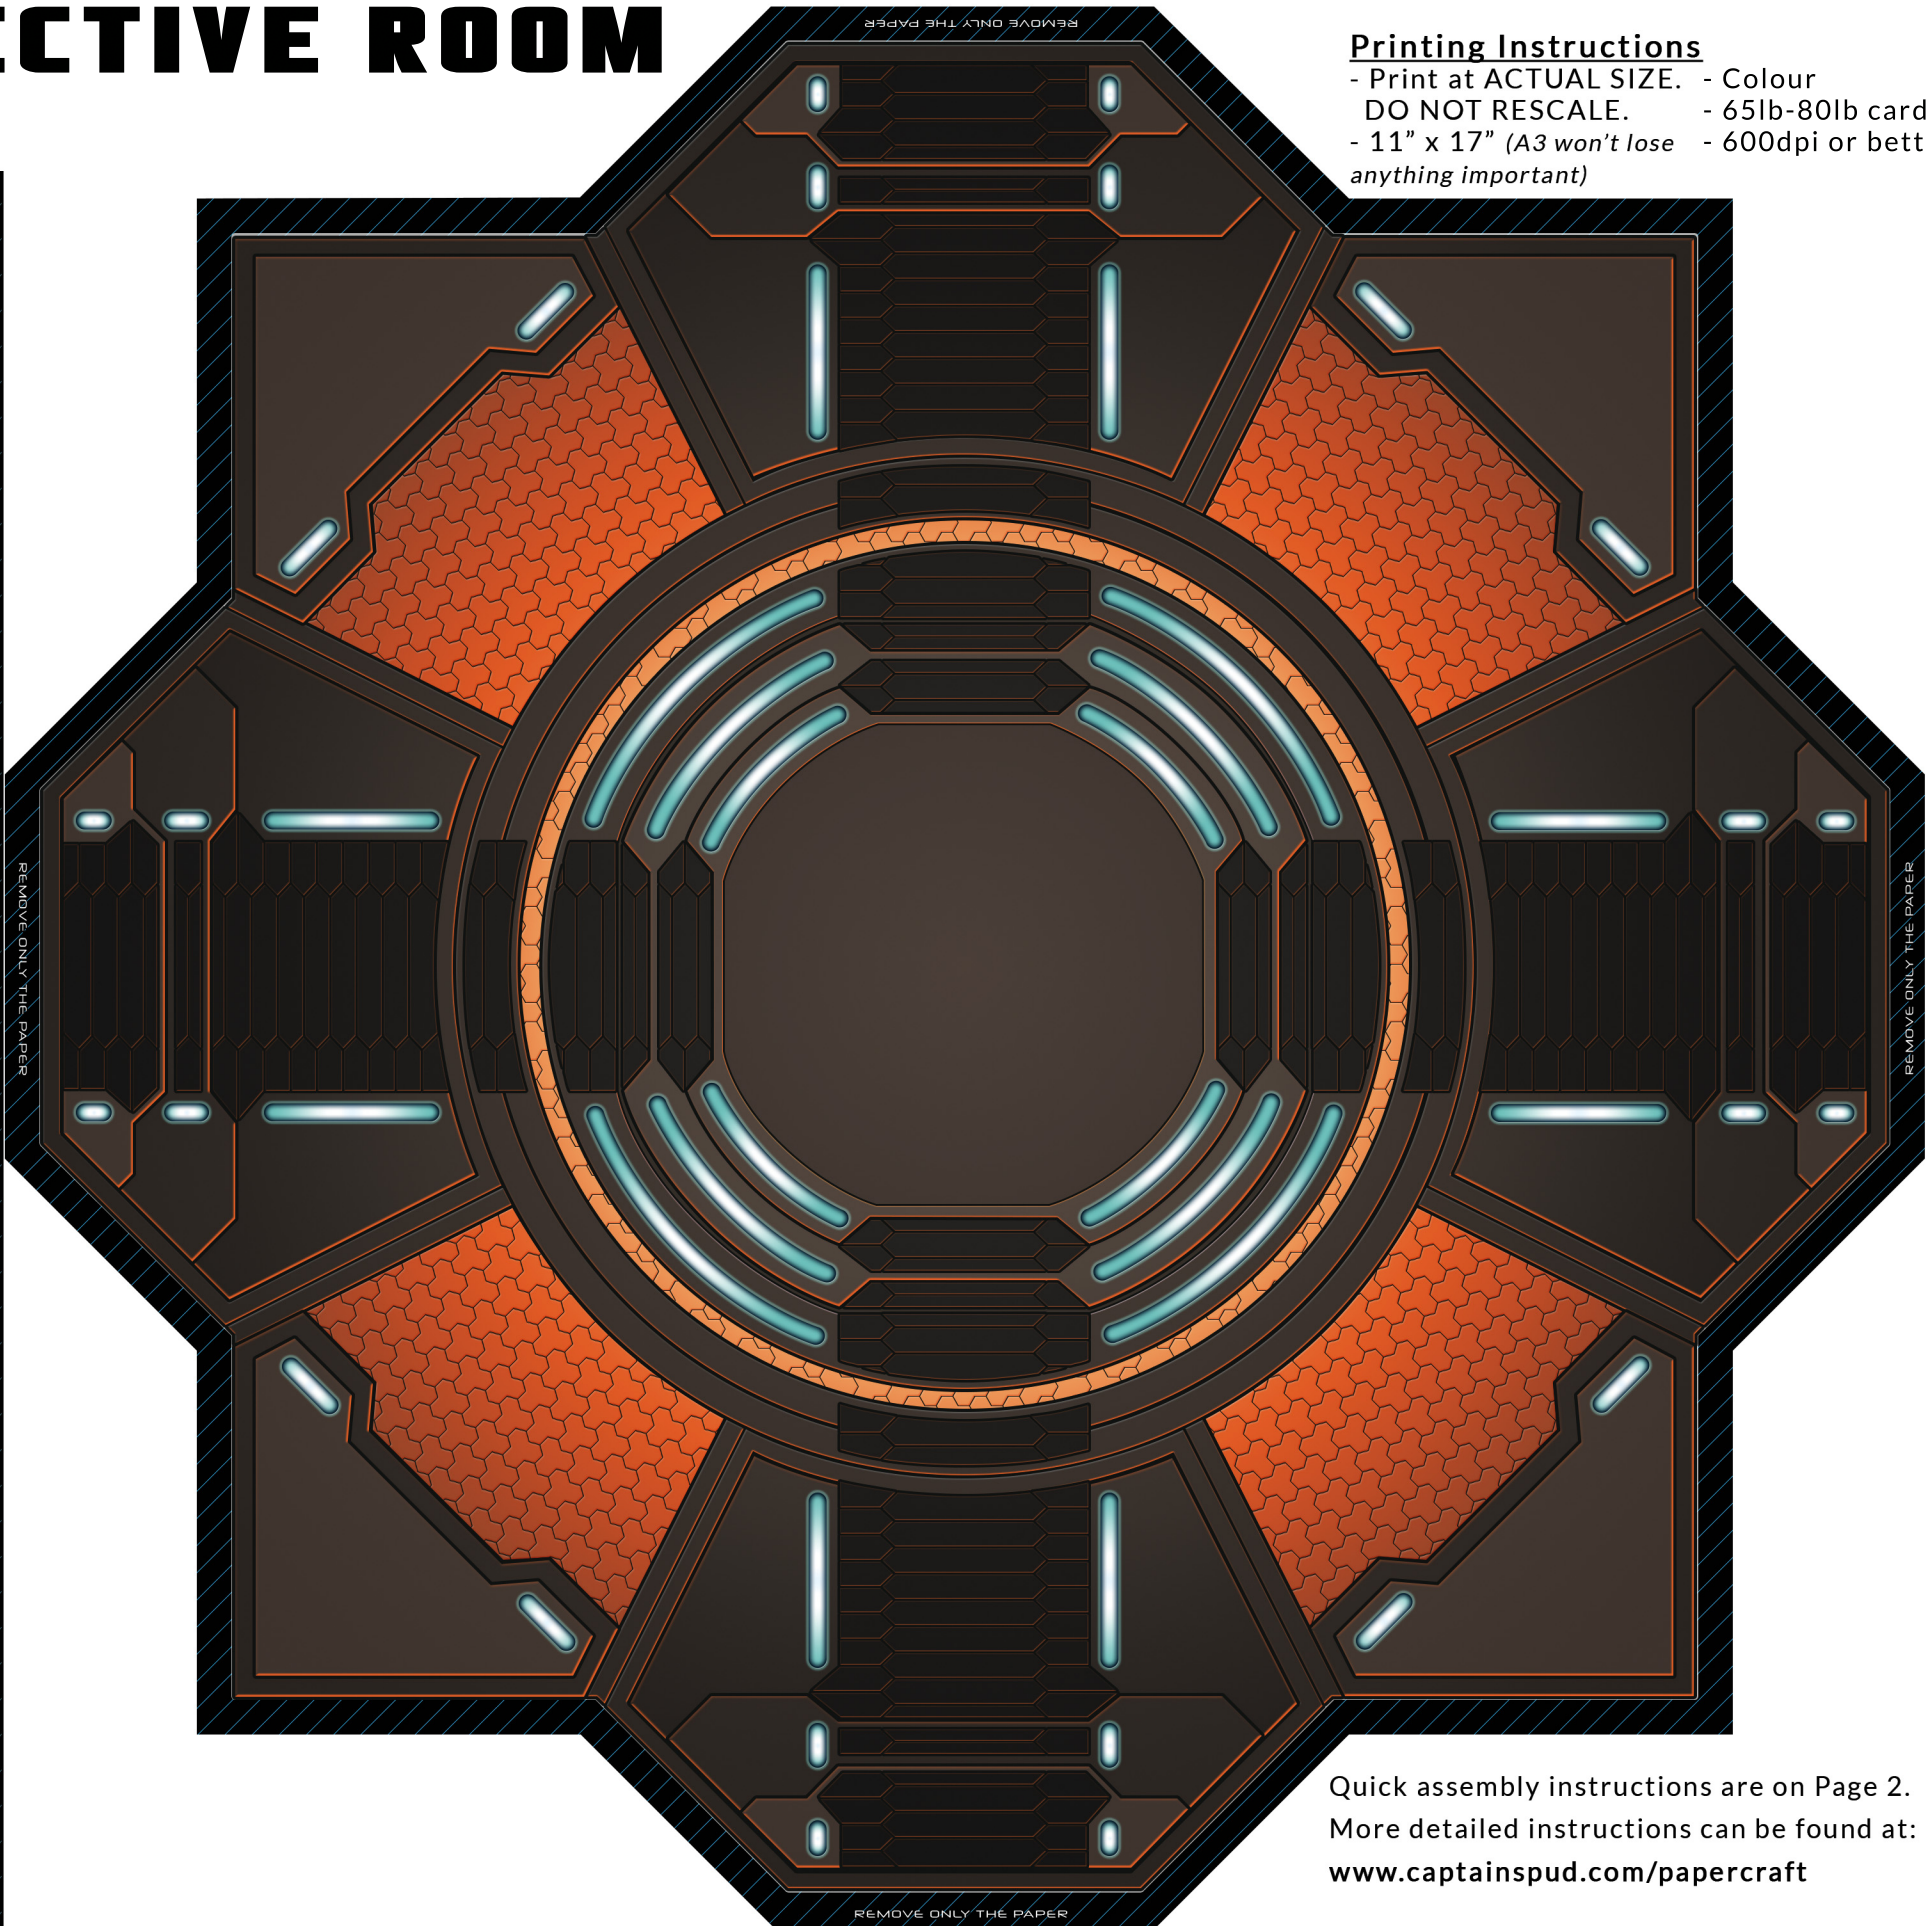 ECTIVE ROOM
REMOVE ONLY THE PAPER
Printing Instructions
- Print at ACTUAL SIZE.
DO NOT RESCALE.
- 11” x 17” (A3 won’t lose
anything important)
- Colour
- 65lb-80lb card
- 600dpi or bett
REMOVE ONLY THE PAPER
REMOVE ONLY THE PAPER
Quick assembly instructions are on Page 2.
More detailed instructions can be found at:
www.captainspud.com/papercraft
REMOVE ONLY THE PAPER